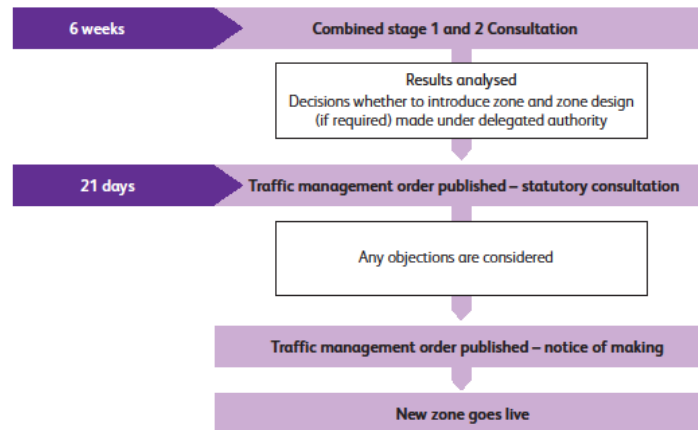 6 weeks
Combined stage 1 and 2 Consultation
Results analysed
Decisions whether to introduce zone and zone design
(if required) made under delegated authority
21 days
Traffic management order published – statutory consultation
Any objections are considered
Traffic management order published – notice of making
New zone goes live